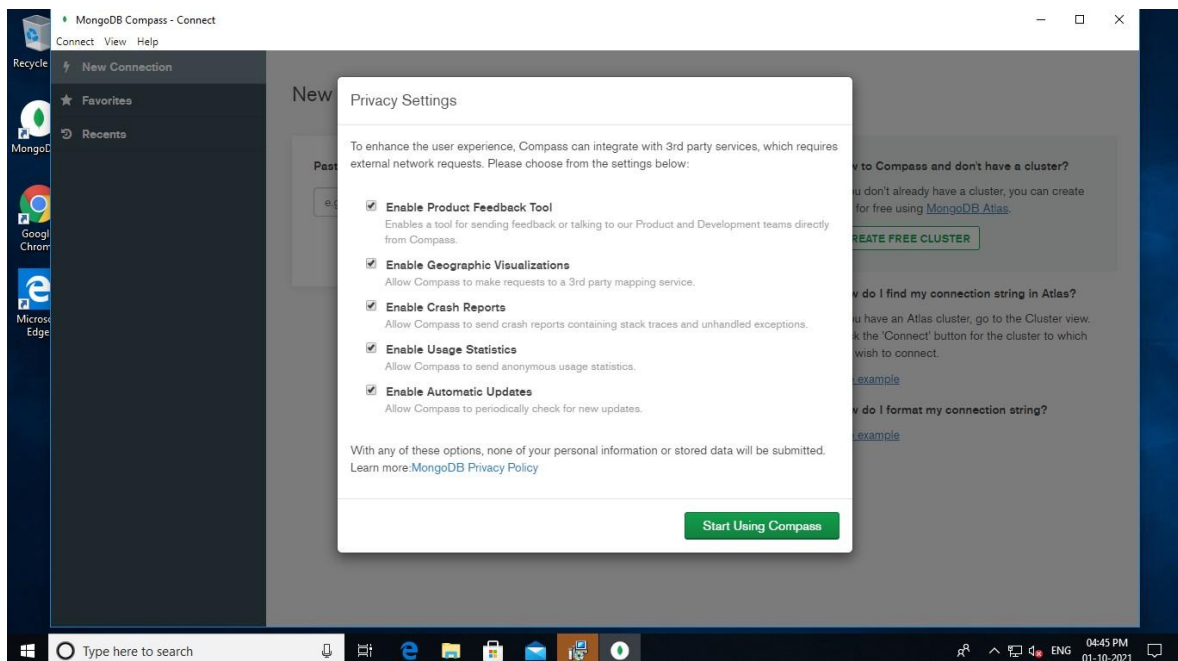 MongoDB Compass - Connect
Connect View Help
Recycle
New Connection
Favorites
Recents
MongoD
Googl
Chrom
Microso
Edge
New
Past
e.g
Privacy Settings
To enhance the user experience, Compass can integrate with 3rd party services, which requires
external network requests. Please choose from the settings below:
Enable Product Feedback Tool
Enables a tool for sending feedback or talking to our Product and Development teams directly
from Compass.
Enable Geographic Visualizations
Allow Compass to make requests to a 3rd party mapping service.
Enable Crash Reports
Allow Compass to send crash reports containing stack traces and unhandled exceptions.
Enable Usage Statistics
Allow Compass to send anonymous usage statistics.
Enable Automatic Updates
Allow Compass to periodically check for new updates.
With any of these options, none of your personal information or stored data will be submitted.
Learn more:MongoDB Privacy Policy
Start Using Compass
v to Compass and don't have a cluster?
u don't already have a cluster, you can create
for free using MongoDB Atlas.
REATE FREE CLUSTER
v do I find my connection string in Atlas?
u have an Atlas cluster, go to the Cluster view.
k the 'Connect' button for the cluster to which
wish to connect.
example
v do I format my connection string?
example
Type here to search
ENG
04:45 PM
01-10-2021